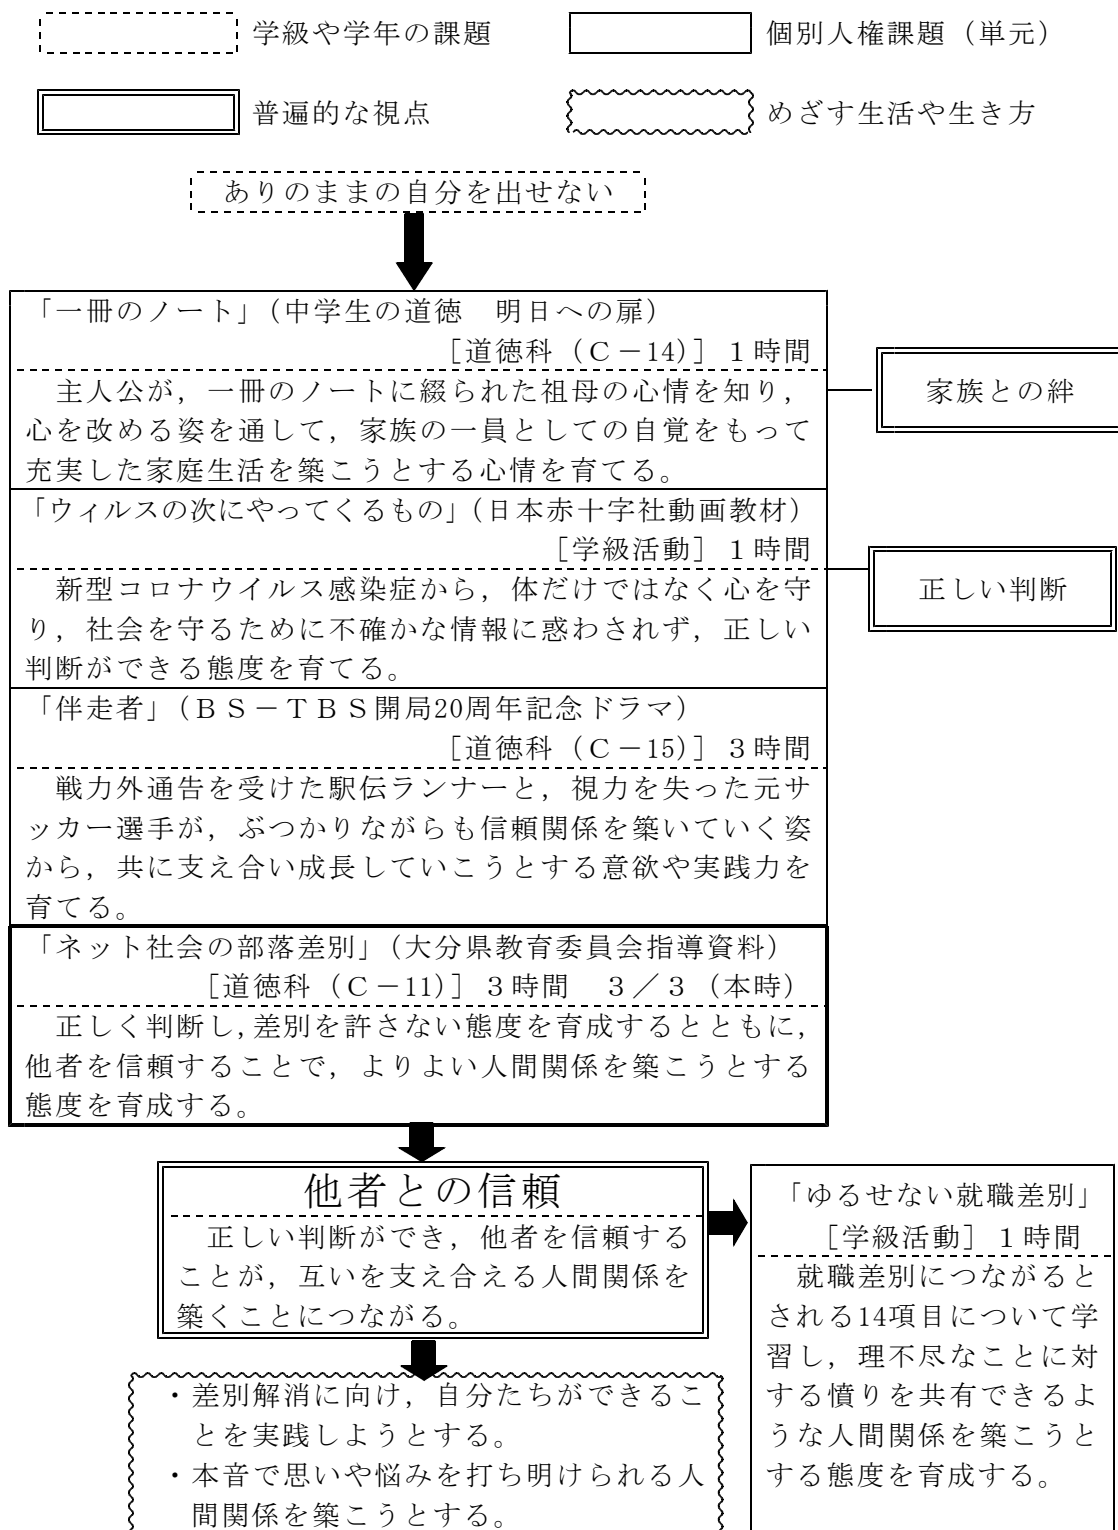 学級や学年の課題
個別人権課題（単元）
普遍的な視点
めざす生活や生き方
ありのままの自分を出せない
「一冊のノート」（中学生の道徳　明日への扉）
［道徳科（Ｃ－14）］１時間
主人公が，一冊のノートに綴られた祖母の心情を知り，
心を改める姿を通して，家族の一員としての自覚をもって
充実した家庭生活を築こうとする心情を育てる。
家族との絆
「ウィルスの次にやってくるもの」（日本赤十字社動画教材）
［学級活動］１時間
新型コロナウイルス感染症から，体だけではなく心を守
り，社会を守るために不確かな情報に惑わされず，正しい
判断ができる態度を育てる。
正しい判断
「伴走者」（ＢＳ－ＴＢＳ開局20周年記念ドラマ）
［道徳科（Ｃ－15）］３時間
戦力外通告を受けた駅伝ランナーと，視力を失った元サ
ッカー選手が，ぶつかりながらも信頼関係を築いていく姿
から，共に支え合い成長していこうとする意欲や実践力を
育てる。
「ネット社会の部落差別」（大分県教育委員会指導資料）
［道徳科（Ｃ－11）］３時間　３／３（本時）
正しく判断し，差別を許さない態度を育成するとともに，
他者を信頼することで，よりよい人間関係を築こうとする
態度を育成する。
他者との信頼
正しい判断ができ，他者を信頼する
ことが，互いを支え合える人間関係を
築くことにつながる。
「ゆるせない就職差別」
［学級活動］１時間
就職差別につながると
される14項目について学
習し，理不尽なことに対
する憤りを共有できるよ
うな人間関係を築こうと
する態度を育成する。
・差別解消に向け，自分たちができるこ
とを実践しようとする。
・本音で思いや悩みを打ち明けられる人
間関係を築こうとする。